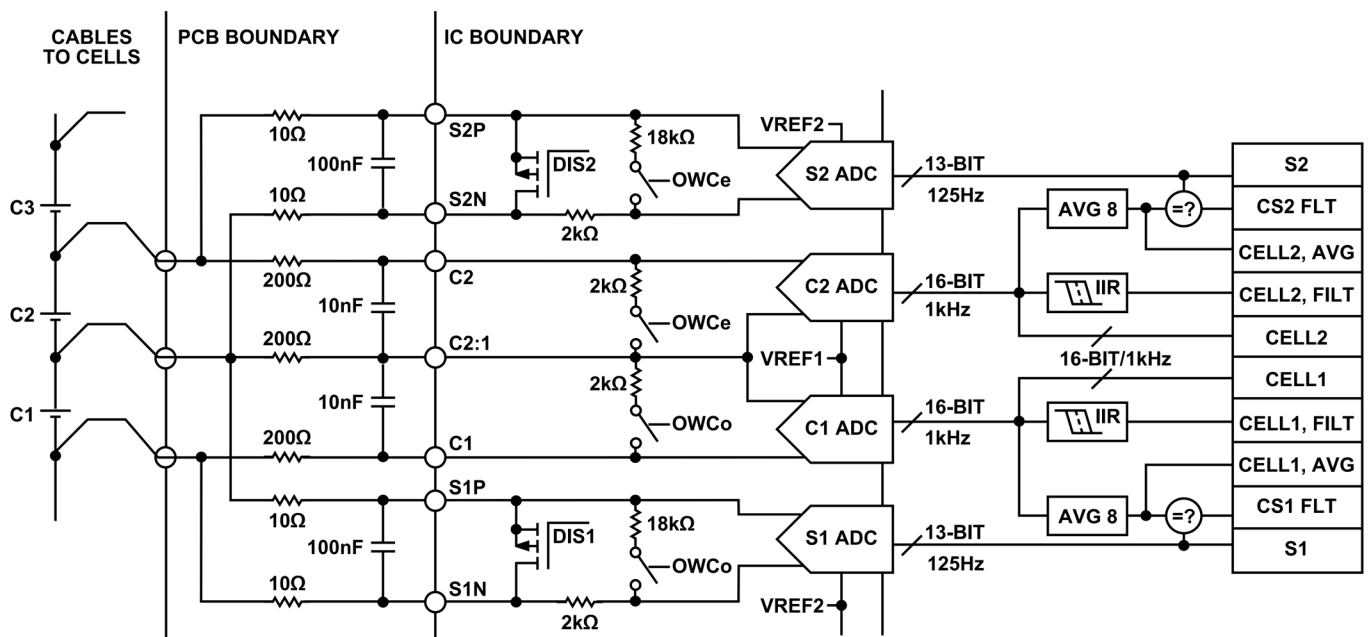 CABLES
TO CELLS
PCB BOUNDARY
IC BOUNDARY
10Ω
100nF
S2P
DIS2
18kΩ
OWCe
VREF2
S2 ADC
13-BIT
125Hz
S2
C3
10Ω
S2N
2kΩ
AVG 8
=?
CS2 FLT
CELL2, AVG
200Ω
C2
2kΩ
OWCe
C2 ADC
16-BIT
1kHz
IIR
CELL2, FILT
C2
10nF
200Ω
C2:1
VREF1
CELL2
16-BIT/1kHz
CELL1
C1
10nF
2kΩ
OWCo
C1 ADC
16-BIT
1kHz
IIR
CELL1, FILT
200Ω
C1
CELL1, AVG
10Ω
S1P
18kΩ
AVG 8
=?
CS1 FLT
100nF
DIS1
OWCo
S1 ADC
13-BIT
125Hz
S1
10Ω
S1N
2kΩ
VREF2